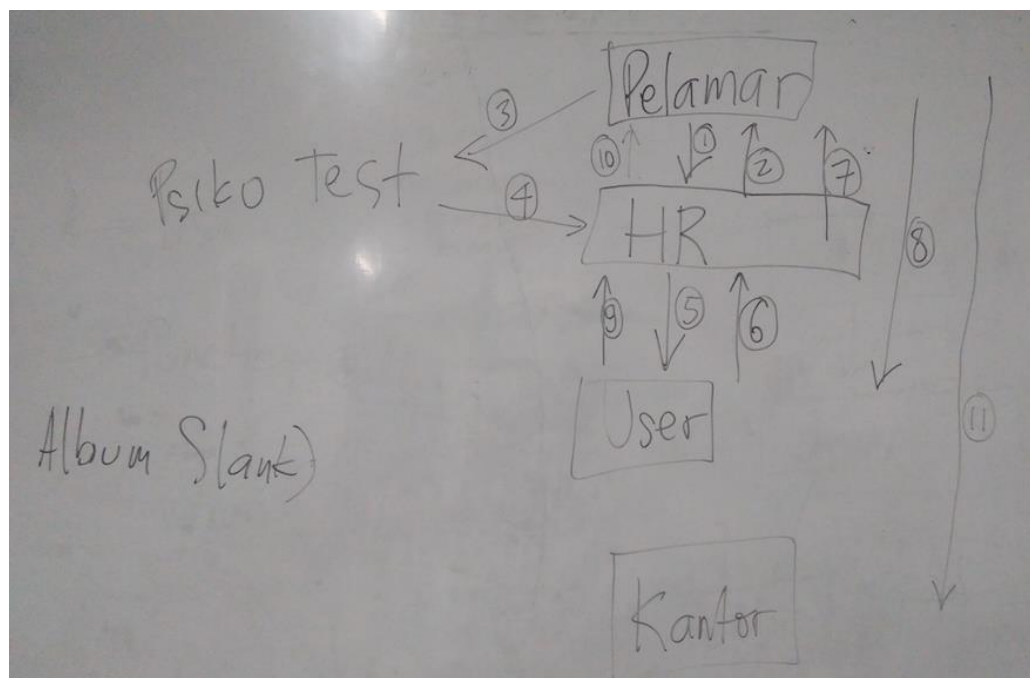 Pelamar
③
⑩ ① ② ⑦
Psiko Test
④
HR
⑧
⑨ ⑤ ⑥
User
⑪
Album Slank)
Kantor